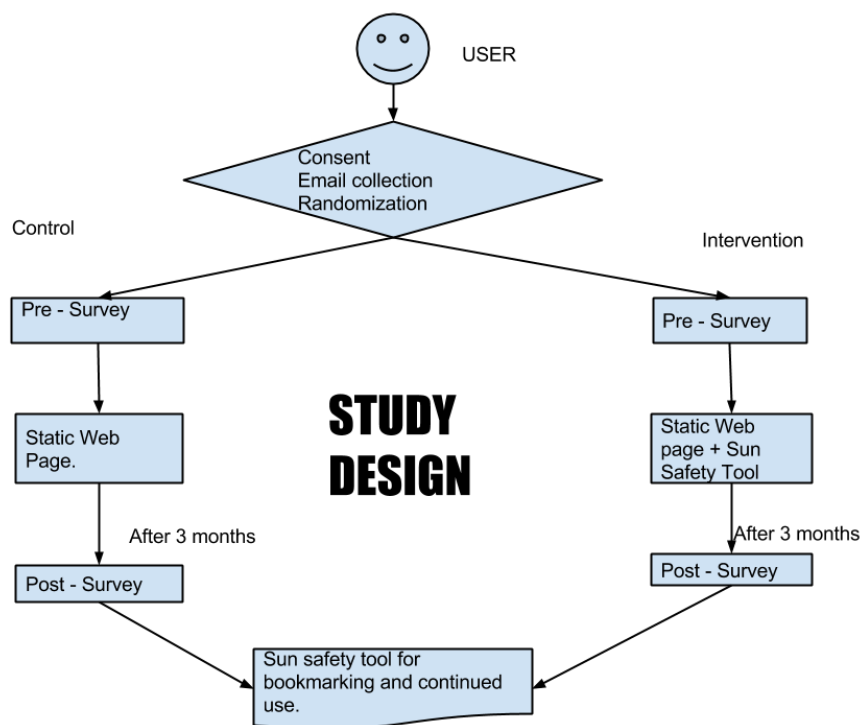 USER
Consent
Email collection
Randomization
Control
Intervention
Pre - Survey
Pre - Survey
STUDY
DESIGN
Static Web
Page.
Static Web
page + Sun
Safety Tool
After 3 months
After 3 months
Post - Survey
Post - Survey
Sun safety tool for
bookmarking and continued
use.